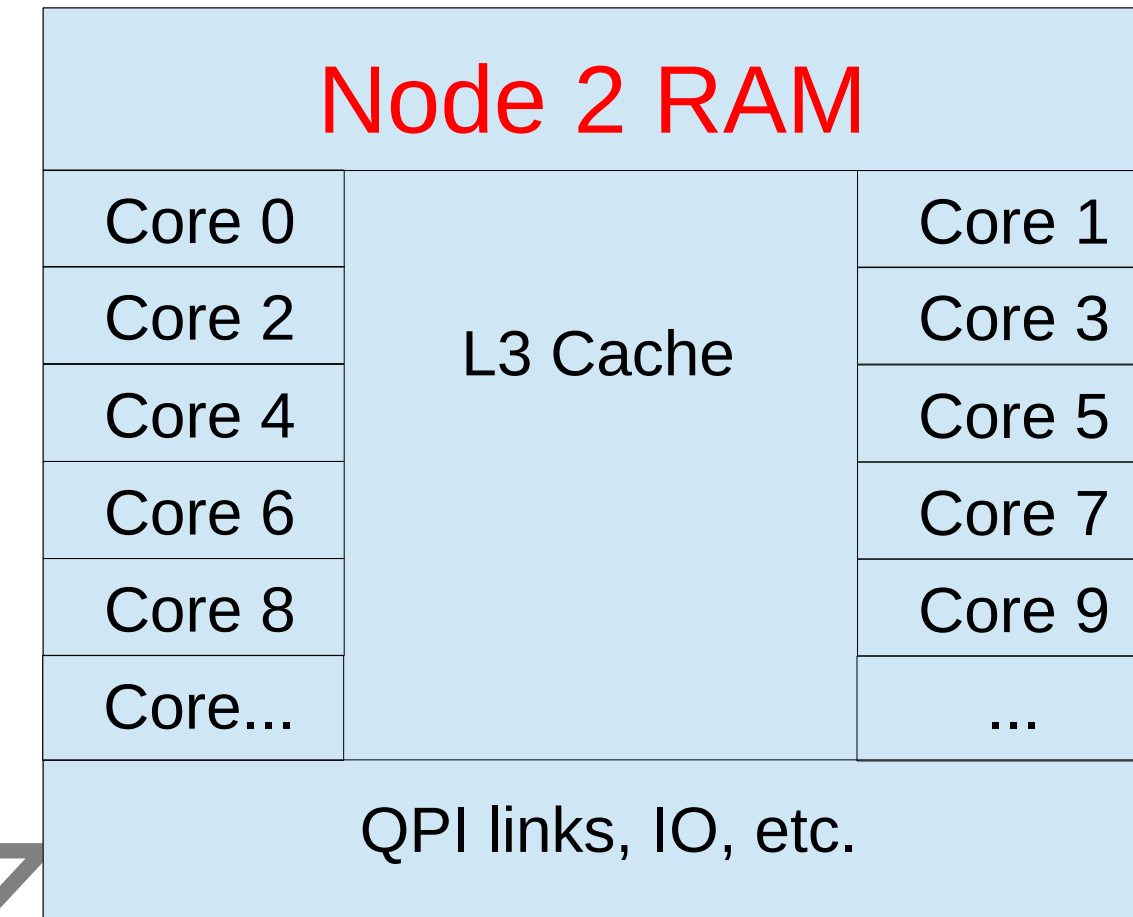 Node 2 RAM
Core 0
Core 1
Core 2
Core 3
L3 Cache
Core 4
Core 5
Core 6
Core 7
Core 8
Core 9
Core...
...
QPI links, IO, etc.